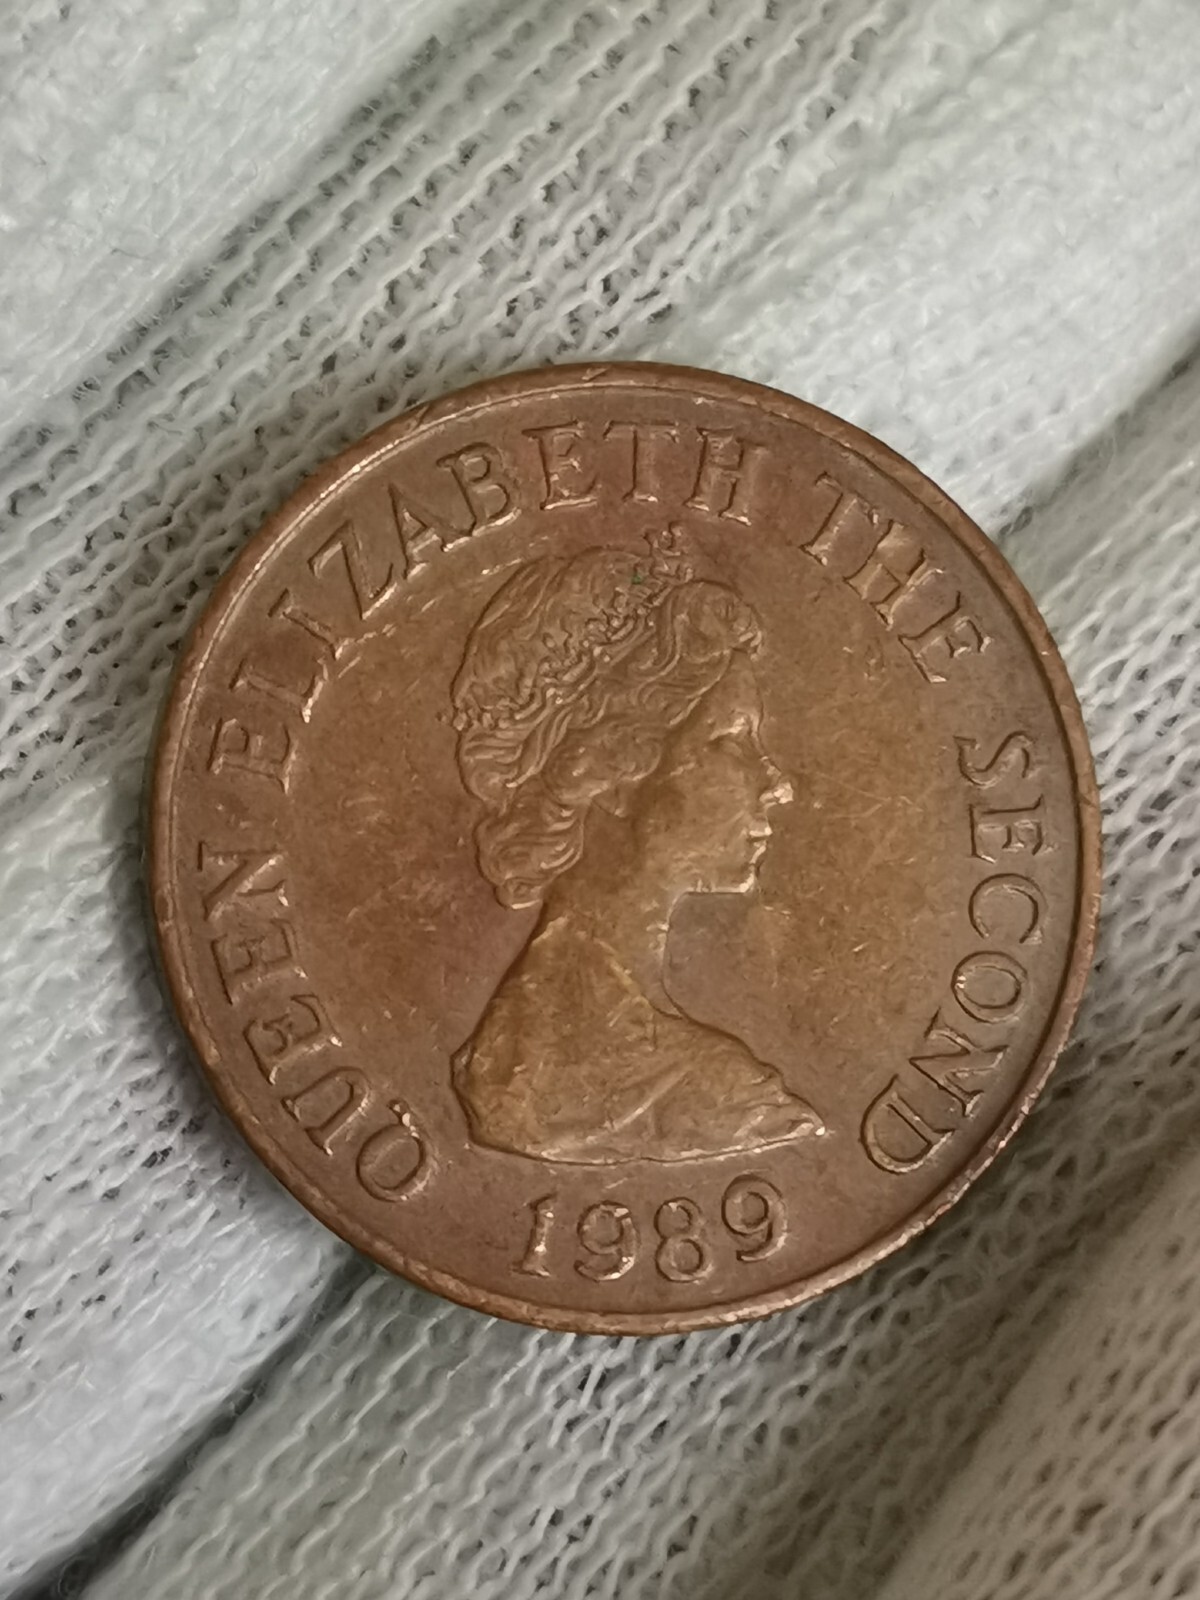 QUEEN ELIZABETH THE SECOND
1989